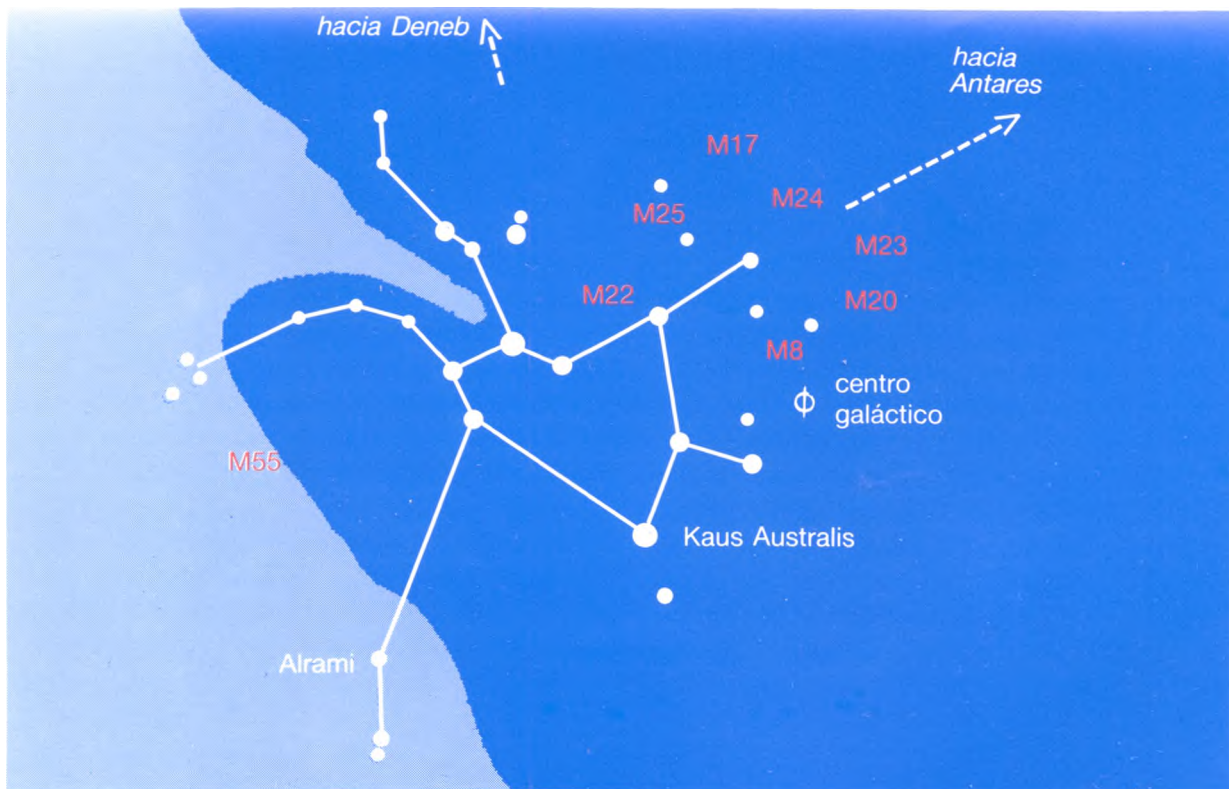 hacia Deneb
hacia
Antares
M17
M24
M25
M23
M22
M20
M8
centro
galáctico
M55
Kaus Australis
Alrami